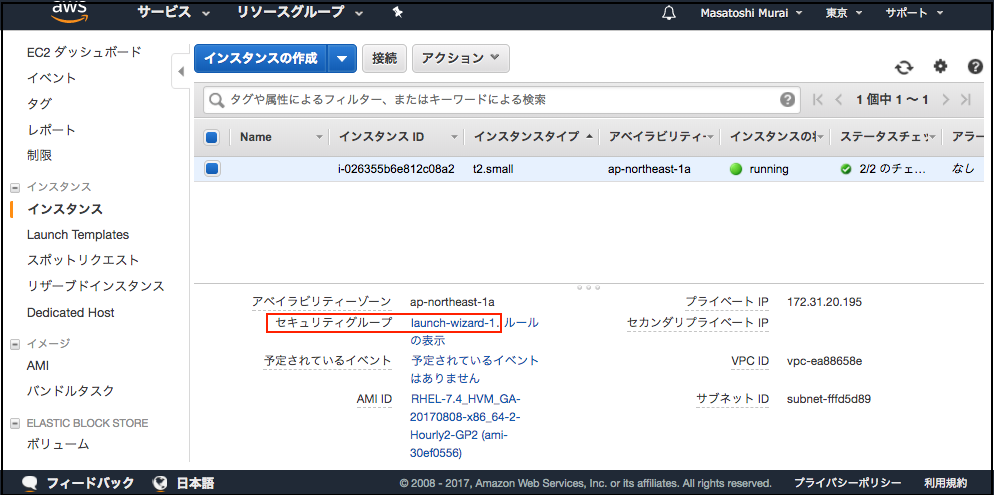 aws
サービス リソースグループ Masatoshi Murai 東京 サポート
EC2 ダッシュボード
イベント
タグ
レポート
制限
インスタンス
インスタンス
Launch Templates
スポットリクエスト
リザーブドインスタンス
Dedicated Host
イメージ
AMI
バンドルタスク
ELASTIC BLOCK STORE
ボリューム
インスタンスの作成 接続 アクション
タグや属性によるフィルター、またはキーワードによる検索 1 個中 1 ~ 1
Name インスタンス ID インスタンスタイプ アベイラビリティー インスタンスの ステータスチェッ アラー
i-026355b6e812c08a2 t2.small ap-northeast-1a running 2/2 のチェ... なし
アベイラビリティーゾーン ap-northeast-1a
セキュリティグループ launch-wizard-1. ルール
の表示
予定されているイベント 予定されているイベント
はありません
AMI ID RHEL-7.4_HVM_GA-
20170808-x86_64-2-
Hourly2-GP2 (ami-
30ef0556)
プライベート IP 172.31.20.195
セカンダリプライベート IP
VPC ID vpc-ea88658e
サブネット ID subnet-fffd5d89
フィードバック 日本語 © 2008 - 2017, Amazon Web Services, Inc. or its affiliates. All rights reserved. プライバシーポリシー 利用規約